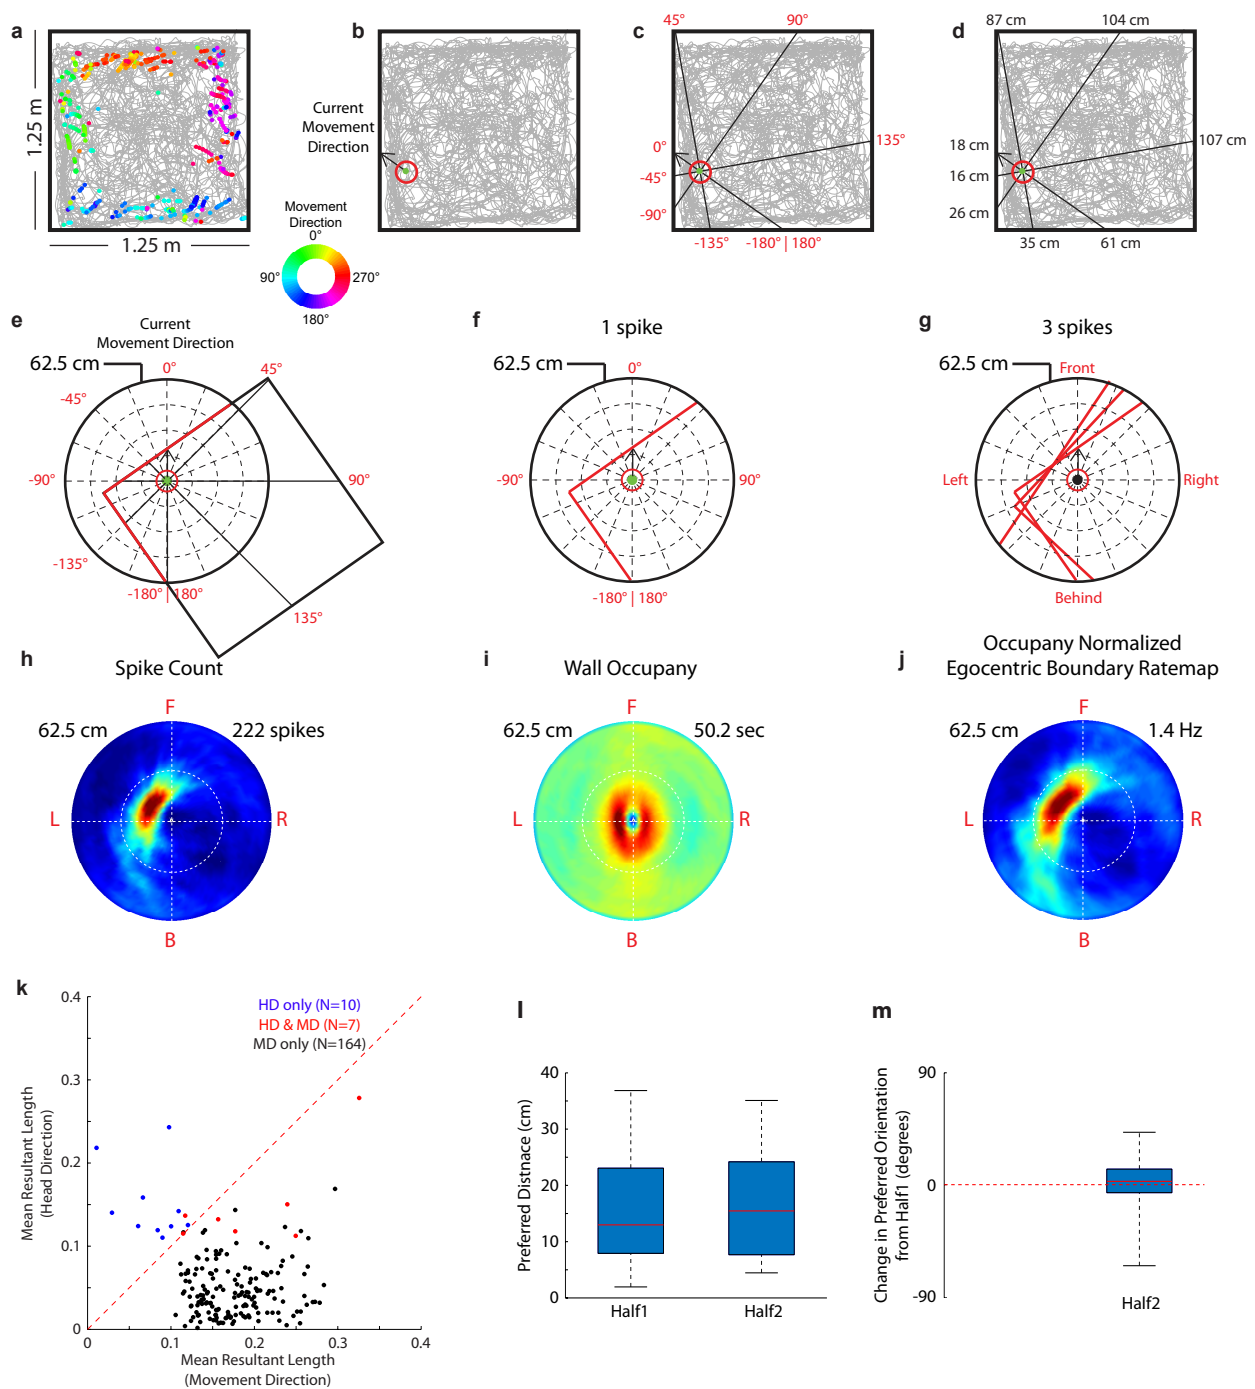 a
1.25 m
1.25 m
Movement
Direction
0°
90°
270°
180°
b
Current
Movement
Direction
c
45°
90°
0°
135°
-45°
-90°
-135°
-180° | 180°
d
87 cm
104 cm
18 cm
107 cm
16 cm
26 cm
35 cm
61 cm
e
Current
Movement Direction
62.5 cm
0°
45°
-45°
-90°
90°
-135°
-180° | 180°
135°
f
1 spike
62.5 cm
0°
-90°
90°
-180° | 180°
g
3 spikes
62.5 cm
Front
Left
Right
Behind
h
Spike Count
62.5 cm
F
222 spikes
L
R
B
i
Wall Occupany
62.5 cm
F
50.2 sec
L
R
B
j
Occupany Normalized
Egocentric Boundary Ratemap
62.5 cm
F
1.4 Hz
L
R
B
k
0.4
0.3
0.2
0.1
0
0
0.1
0.2
0.3
0.4
HD only (N=10)
HD & MD (N=7)
MD only (N=164)
Mean Resultant Length
(Head Direction)
Mean Resultant Length
(Movement Direction)
l
40
30
20
10
0
Preferred Distnace (cm)
Half1
Half2
m
90
0
-90
Change in Preferred Orientation
from Half1 (degrees)
Half2